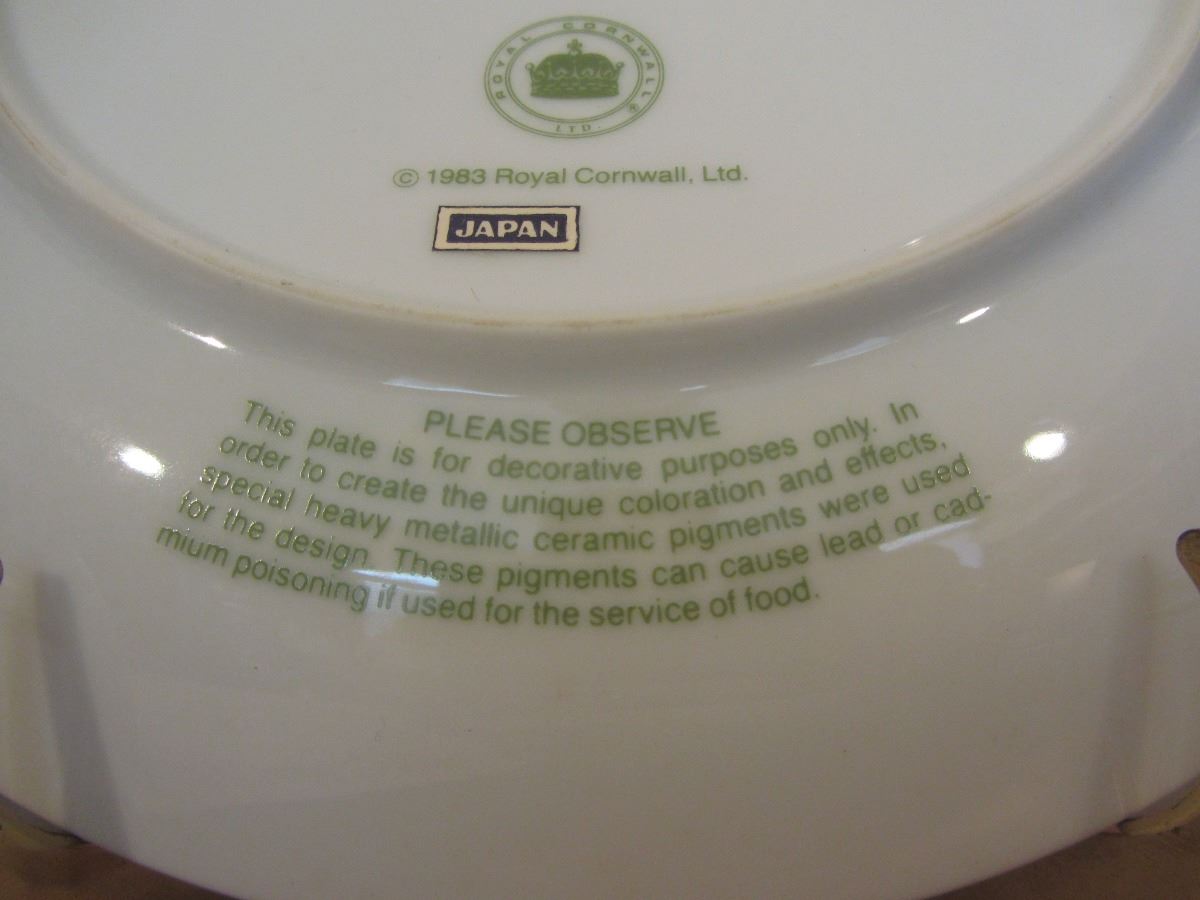 ROYAL CORNWALL®
LTD.
© 1983 Royal Cornwall, Ltd.
JAPAN
PLEASE OBSERVE
This plate is for decorative purposes only. In
order to create the unique coloration and effects,
special heavy metallic ceramic pigments were used
for the design. These pigments can cause lead or cad-
mium poisoning if used for the service of food.